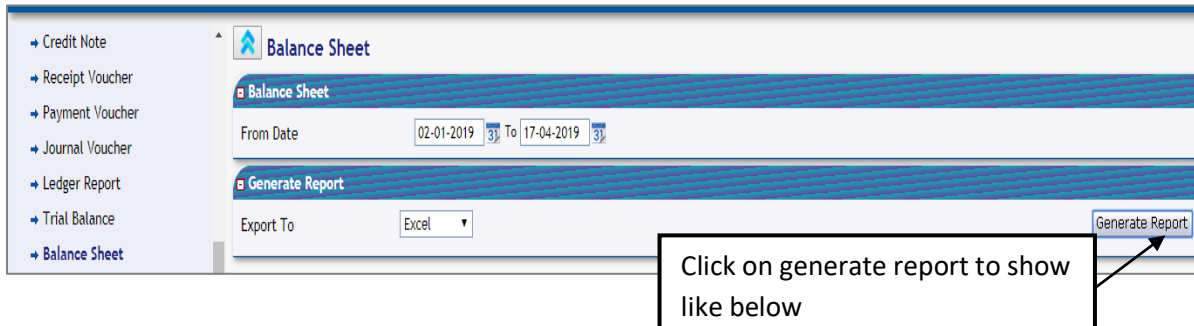 Credit Note
Receipt Voucher
Payment Voucher
Journal Voucher
Ledger Report
Trial Balance
Balance Sheet
Balance Sheet
Balance Sheet
From Date 02-01-2019 31 To 17-04-2019 31
Generate Report
Export To Excel Generate Report
Click on generate report to show
like below